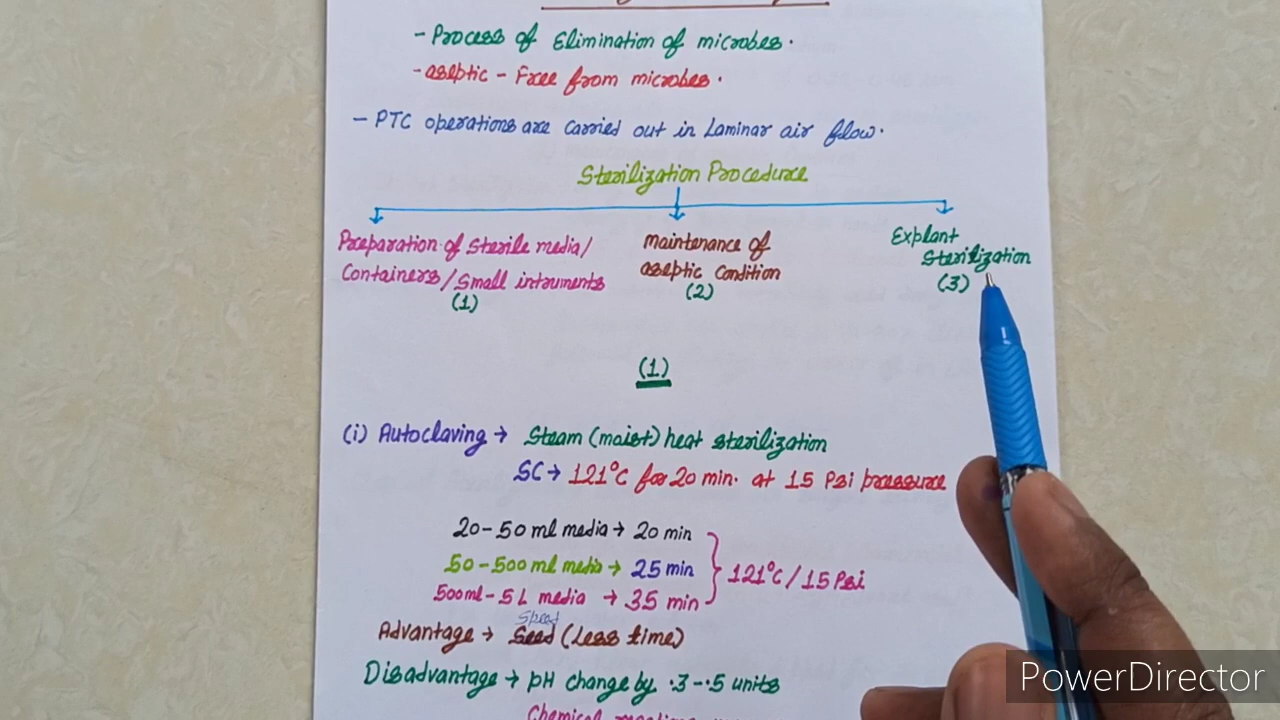 - Process of Elimination of microbes.
- aseptic - Free from microbes.
- PTC operations are carried out in Laminar air flow.
Sterilization Procedure
Preparation of Sterile media/
Containers/Small intruments
(1)
maintenance of
aseptic Condition
(2)
Explant
Sterilization
(3)
(1)
(i) Autoclaving → Steam (moist) heat sterilization
SC → 121°C for 20 min. at 15 Psi pressure
20-50 ml media → 20 min
50-500 ml media → 25 min
500ml-5L media → 35 min
121°C/15 Psi
Speed
Advantage → Seed (Less time)
Disadvantage → pH change by .3-.5 units
Chemical
PowerDirector